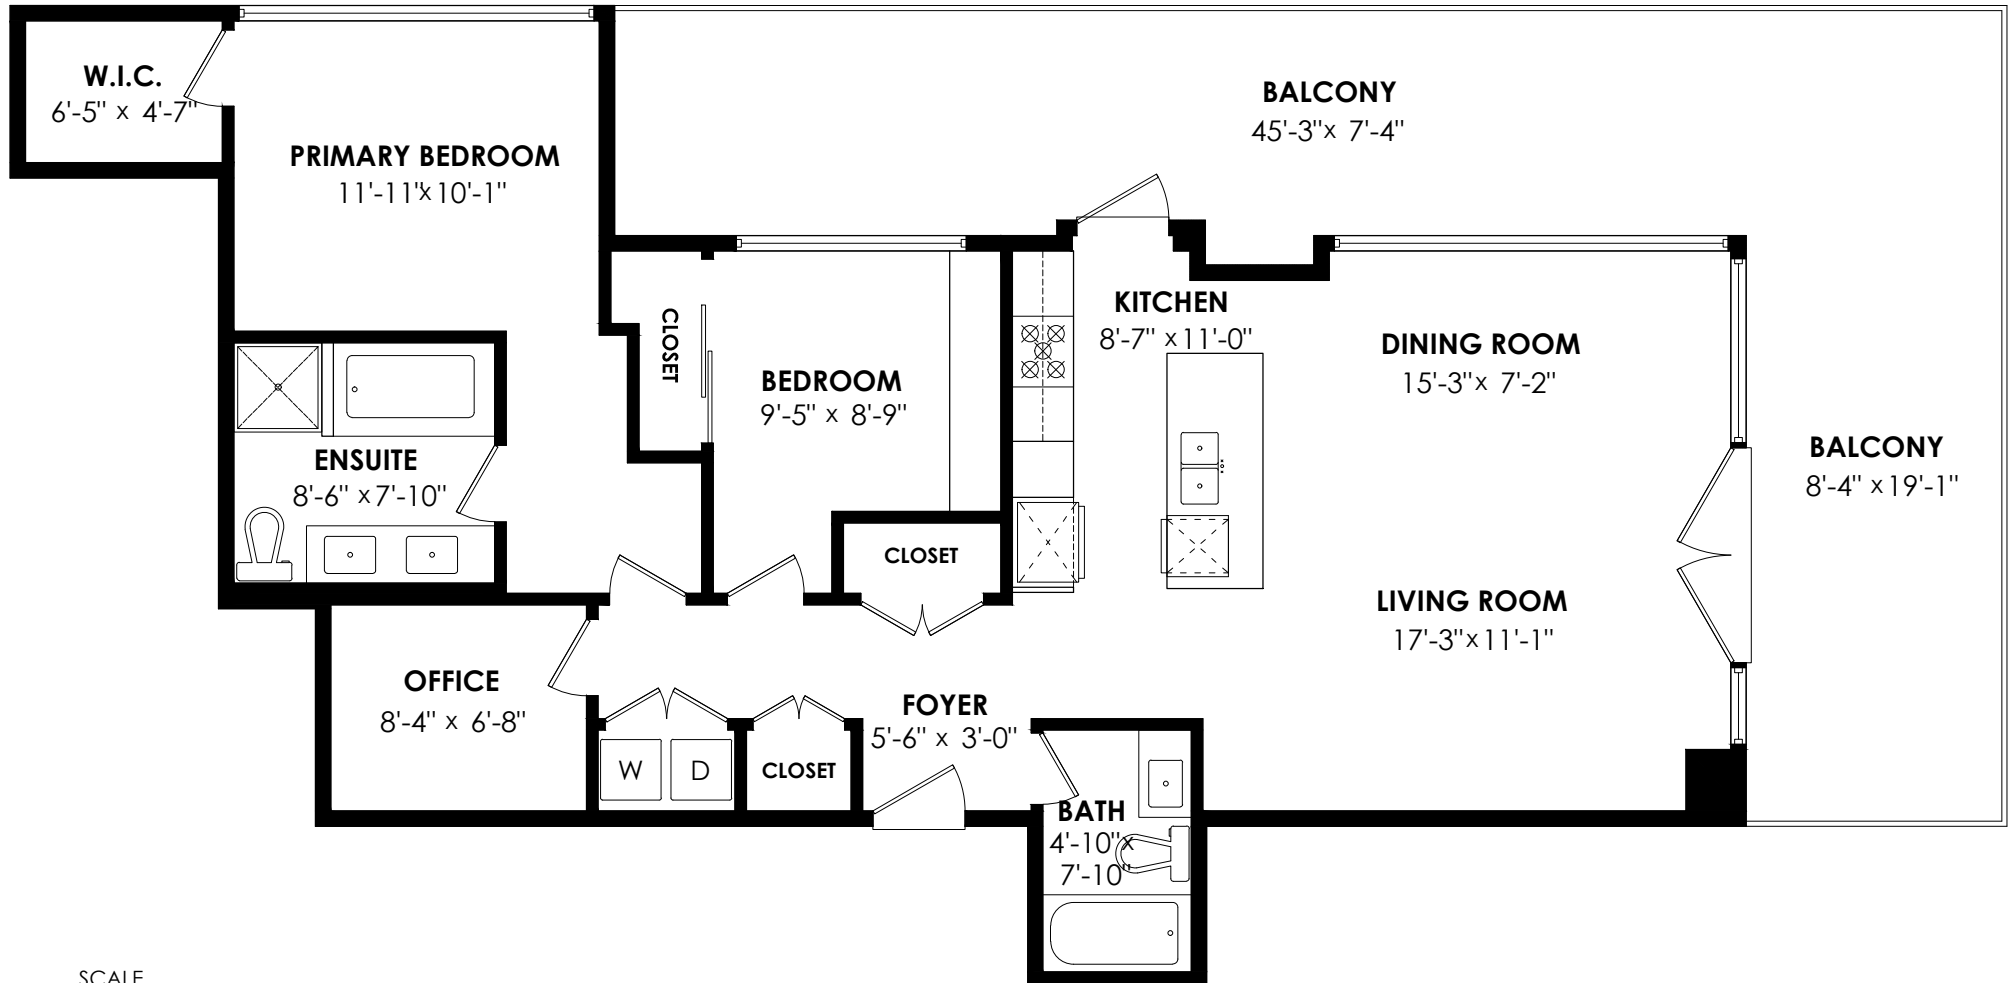 W.I.C.
6'-5" x 4'-7"
PRIMARY BEDROOM
11'-11"x 10'-1"
BALCONY
45'-3"x 7'-4"
CLOSET
BEDROOM
9'-5" x 8'-9"
KITCHEN
8'-7" x 11'-0"
DINING ROOM
15'-3"x 7'-2"
BALCONY
8'-4" x 19'-1"
ENSUITE
8'-6" x 7'-10"
CLOSET
LIVING ROOM
17'-3"x 11'-1"
OFFICE
8'-4" x 6'-8"
FOYER
5'-6" x 3'-0"
W
D
CLOSET
BATH
4'-10"x
7'-10"
SCALE